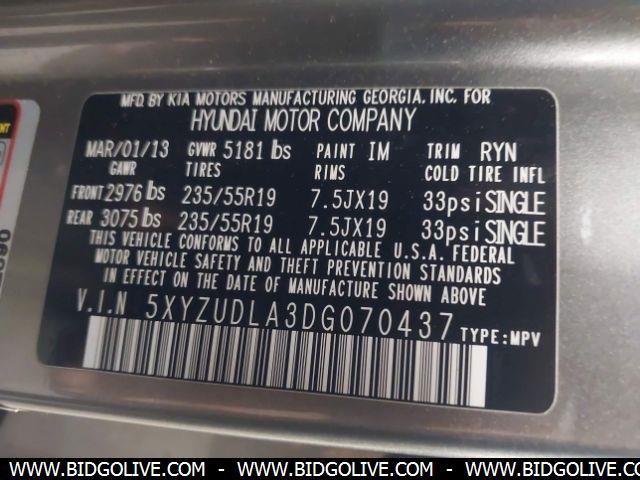 MFD. BY KIA MOTORS MANUFACTURING GEORGIA, INC. FOR
HYUNDAI MOTOR COMPANY
MAR/01/13 GVWR 5181 lbs PAINT IM TRIM RYN
GAWR TIRES RIMS COLD TIRE INFL
FRONT 2976 lbs 235/55R19 7.5JX19 33psi SINGLE
REAR 3075 lbs 235/55R19 7.5JX19 33psi SINGLE
THIS VEHICLE CONFORMS TO ALL APPLICABLE U.S.A. FEDERAL
MOTOR VEHICLE SAFETY AND THEFT PREVENTION STANDARDS
IN EFFECT ON THE DATE OF MANUFACTURE SHOWN ABOVE
V.I.N 5XYZUDLA3DG070437 TYPE: MPV
WWW.BIDGOLIVE.COM - WWW.BIDGOLIVE.COM - WWW.BIDGOLIVE.COM